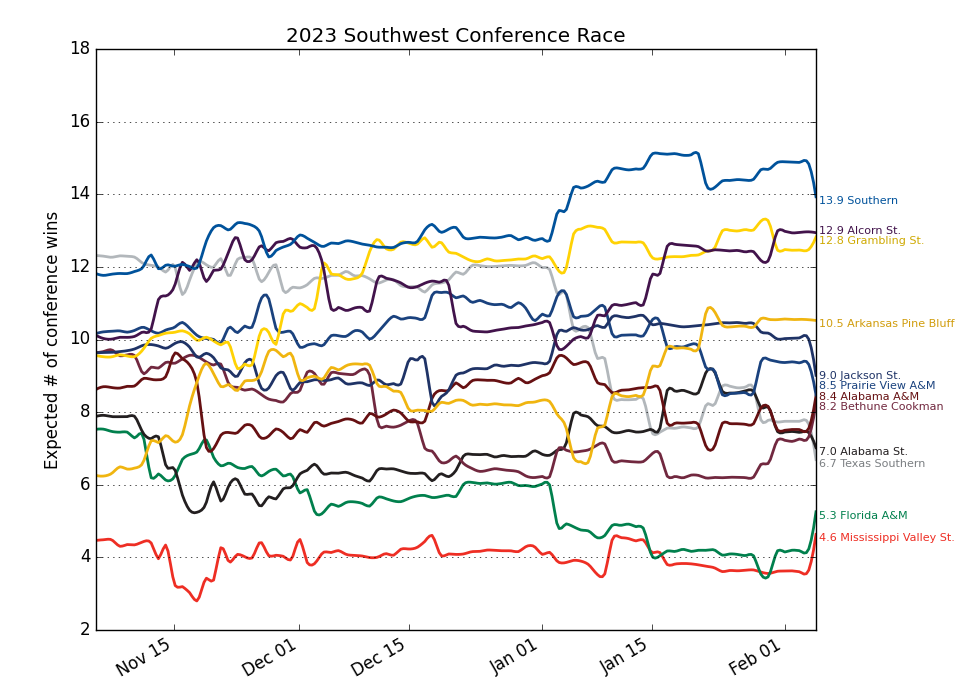 2023 Southwest Conference Race
Expected # of conference wins
18
16
14
12
10
8
6
4
2
Nov 15
Dec 01
Dec 15
Jan 01
Jan 15
Feb 01
13.9 Southern
12.9 Alcorn St.
12.8 Grambling St.
10.5 Arkansas Pine Bluff
9.0 Jackson St.
8.5 Prairie View A&M
8.4 Alabama A&M
8.2 Bethune Cookman
7.0 Alabama St.
6.7 Texas Southern
5.3 Florida A&M
4.6 Mississippi Valley St.